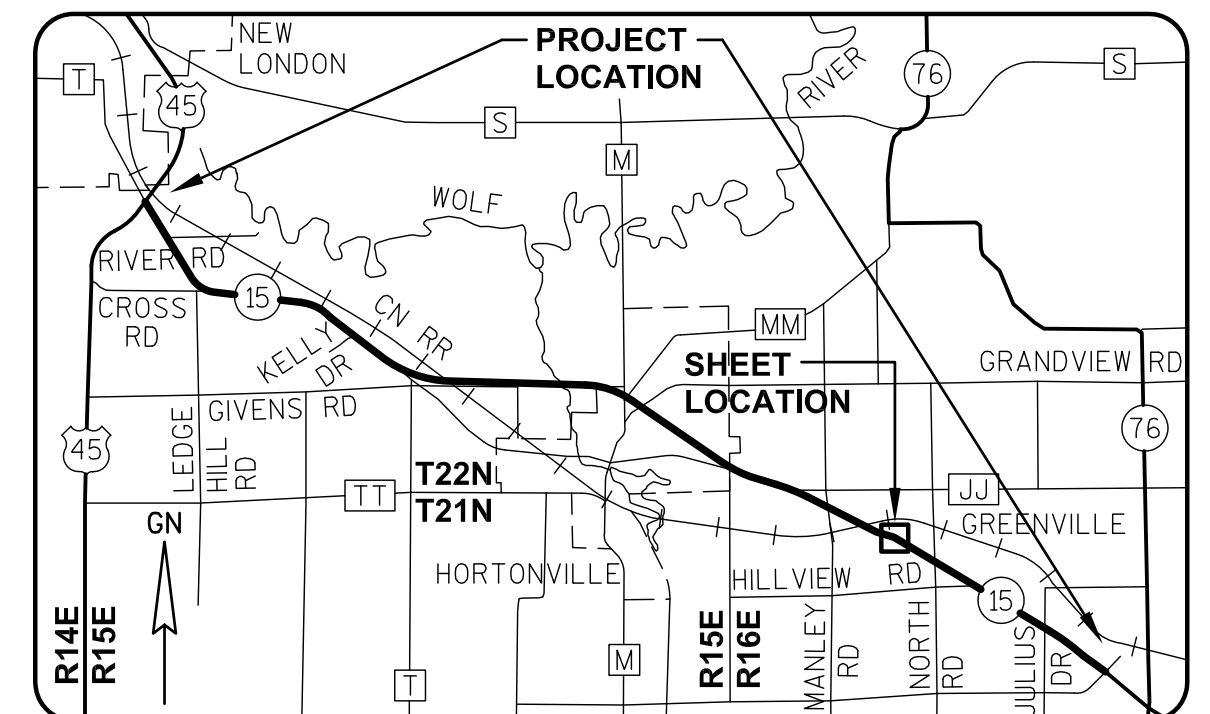 NEW
LONDON
PROJECT
LOCATION
T
45
S
76
S
RIVER
M
WOLF
RIVER RD
15
CROSS
RD
CN RR
KELLY
DR
MM
SHEET
LOCATION
GRANDVIEW RD
GIVENS RD
LEDGE
HILL
RD
45
76
T22N
T21N
TT
JJ
GN
GREENVILLE
HORTONVILLE
HILLVIEW RD
15
R14E
R15E
R15E
R16E
MANLEY
RD
NORTH
RD
JULIUS
DR
T
M